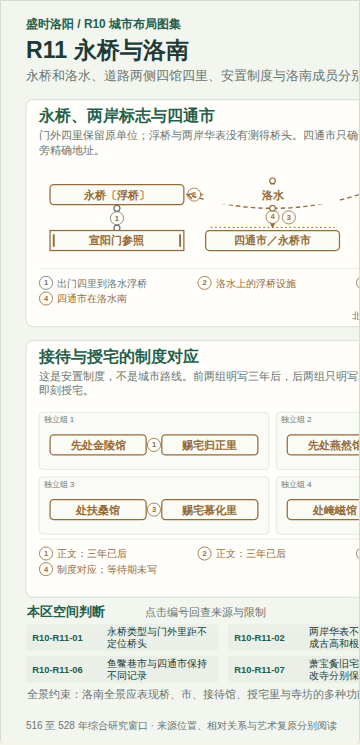 盛时洛阳 / R10 城市布局图集
R11 永桥与洛南
永桥和洛水、道路两侧四馆四里、安置制度与洛南成员分别
永桥、两岸标志与四通市
门外四里保留原单位；浮桥与两岸华表没有测得桥头。四通市只确
旁精确地址。
永桥〔浮桥〕
2
洛水
1
4
3
宣阳门参照
四通市／永桥市
1 出门四里到洛水浮桥
2 洛水上的浮桥设施
4 四通市在洛水南
北
接待与授宅的制度对应
这是安置制度，不是城市路线。前两组明写三年后，后两组只明写
即刻授宅。
独立组 1
独立组 2
先处金陵馆 1 赐宅归正里
先处燕然馆
独立组 3
独立组 4
处扶桑馆 3 赐宅慕化里
处崦嵫馆
1 正文：三年已后
2 正文：三年已后
4 制度对应；等待期未写
本区空间判断
点击编号回查来源与限制
R10-R11-01
永桥类型与门外里距不
定位桥头
R10-R11-02
两岸华表不
成古高和根
R10-R11-06
鱼鳖巷市与四通市保持
不同记录
R10-R11-07
萧宝夤旧宅
改寺分别保
全景约束：洛南全景应表现桥、市、接待馆、授宅里与寺坊的多种功
516 至 528 年综合研究窗口 · 来源位置、相对关系与艺术复原分别阅读